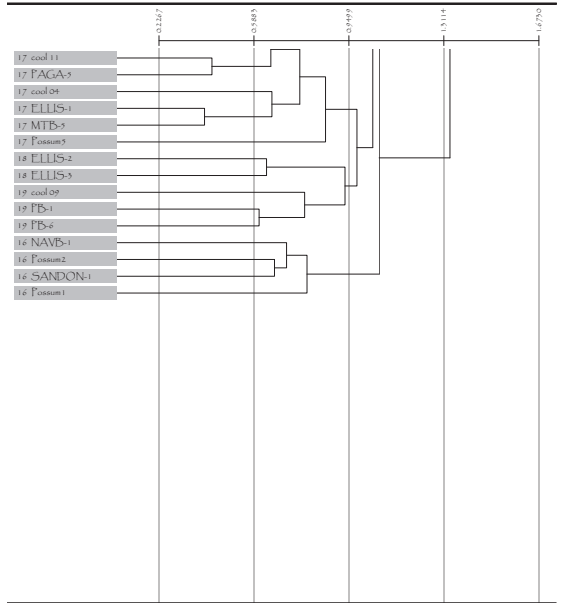 0.2267 0.5883 0.9499 1.3114 1.6730
17 cool 11
17 PAGA-5
17 cool 04
17 ELLIS-1
17 MTB-3
17 Possum3
18 ELLIS-2
18 ELLIS-3
19 cool 09
19 PB-1
19 PB-6
16 NAVB-1
16 Possum2
16 SANDON-1
16 Possum1